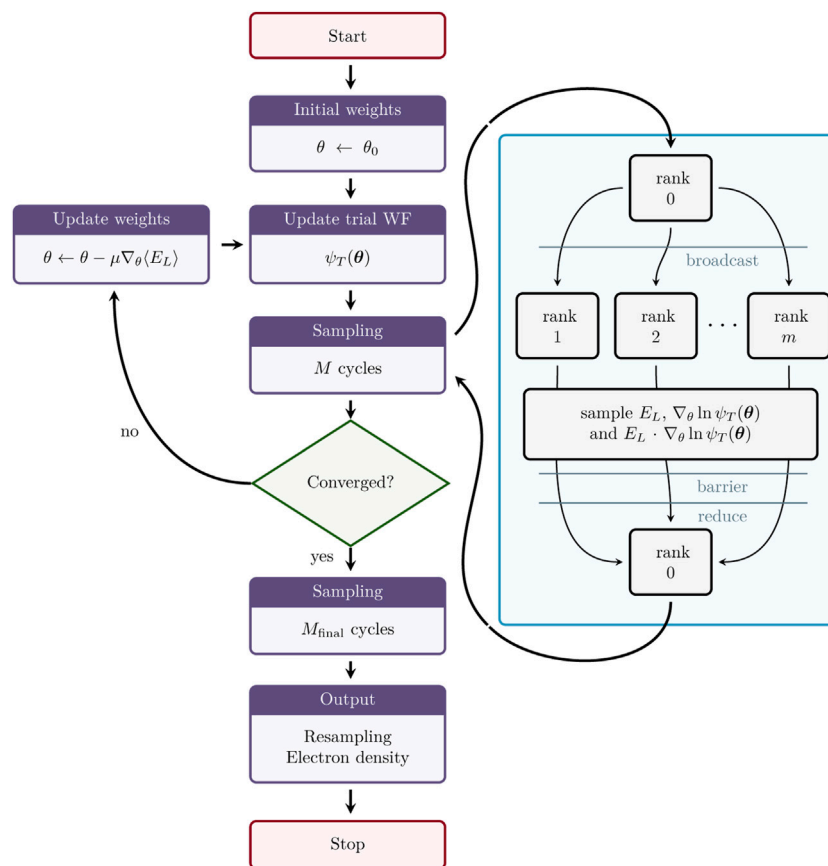 Start
Initial weights
θ ← θ₀
Update weights
θ ← θ − μ∇_θ⟨E_L⟩
Update trial WF
ψ_T(θ)
Sampling
M cycles
no
Converged?
yes
Sampling
M_final cycles
Output
Resampling
Electron density
Stop
rank
0
broadcast
rank
1
rank
2
· · ·
rank
m
sample E_L, ∇_θ ln ψ_T(θ)
and E_L · ∇_θ ln ψ_T(θ)
barrier
reduce
rank
0